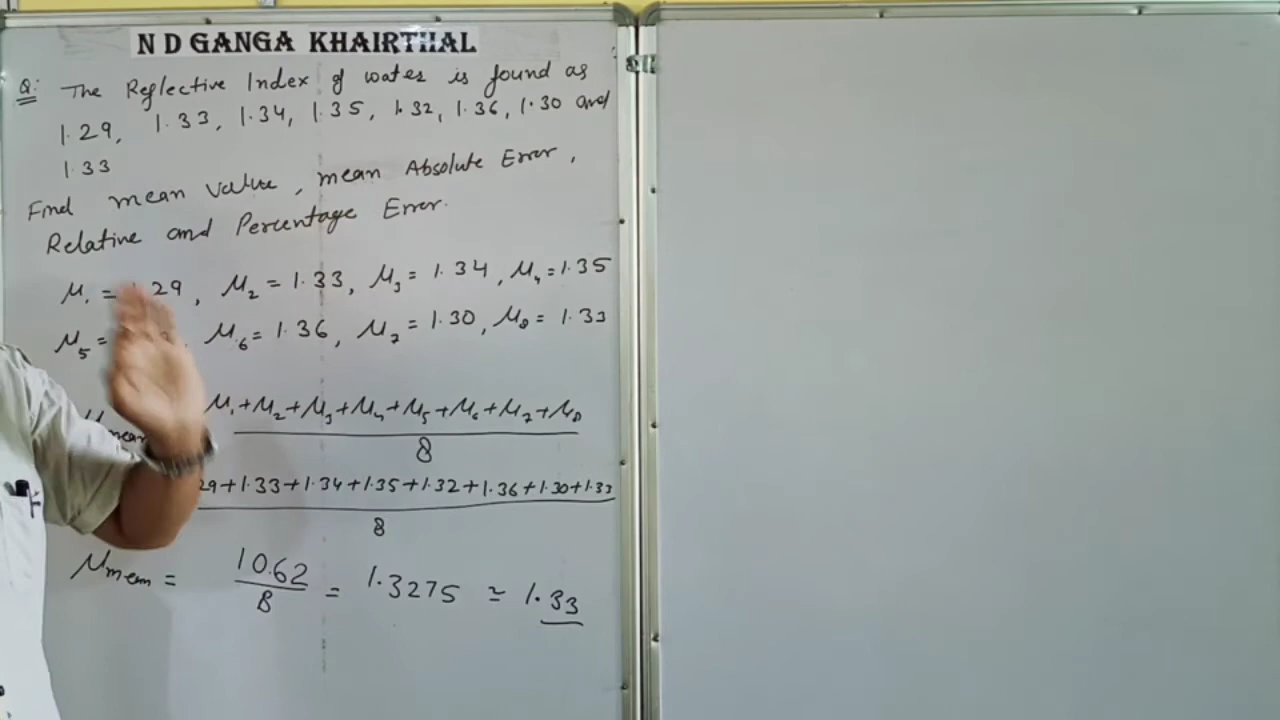 N D GANGA KHAIRTHAL
Q: The Reflective Index of water is found as
1.29, 1.33, 1.34, 1.35, 1.32, 1.36, 1.30 and
1.33
Find mean value, mean Absolute Error,
Relative and Percentage Error.
μ₁ = 1.29, μ₂ = 1.33, μ₃ = 1.34, μ₄ = 1.35
μ₅ = μ₆ = 1.36, μ₇ = 1.30, μ₈ = 1.33
mean μ₁+μ₂+μ₃+μ₄+μ₅+μ₆+μ₇+μ₈
8
29+1.33+1.34+1.35+1.32+1.36+1.30+1.33
8
μmean = 10.62/8 = 1.3275 ≃ 1.33